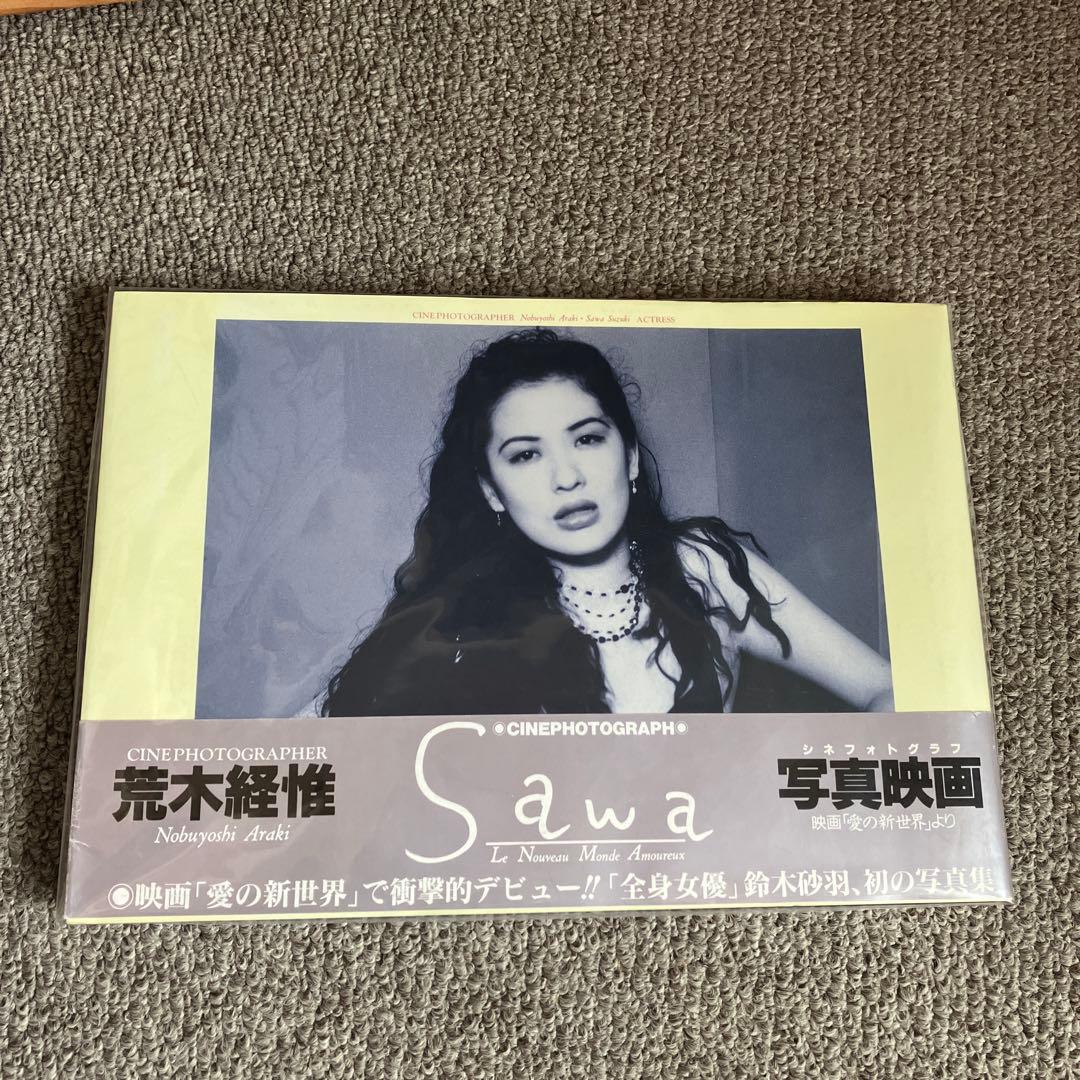 CINEPHOTOGRAPHER Nobuyoshi Araki・Sawa Suzuki ACTRESS
●CINEPHOTOGRAPH●
CINEPHOTOGRAPHER
荒木経惟
Nobuyoshi Araki
Sawa
Le Nouveau Monde Amoureux
シネフォトグラフ
写真映画
映画「愛の新世界」より
◉映画「愛の新世界」で衝撃的デビュー!!「全身女優」鈴木砂羽、初の写真集